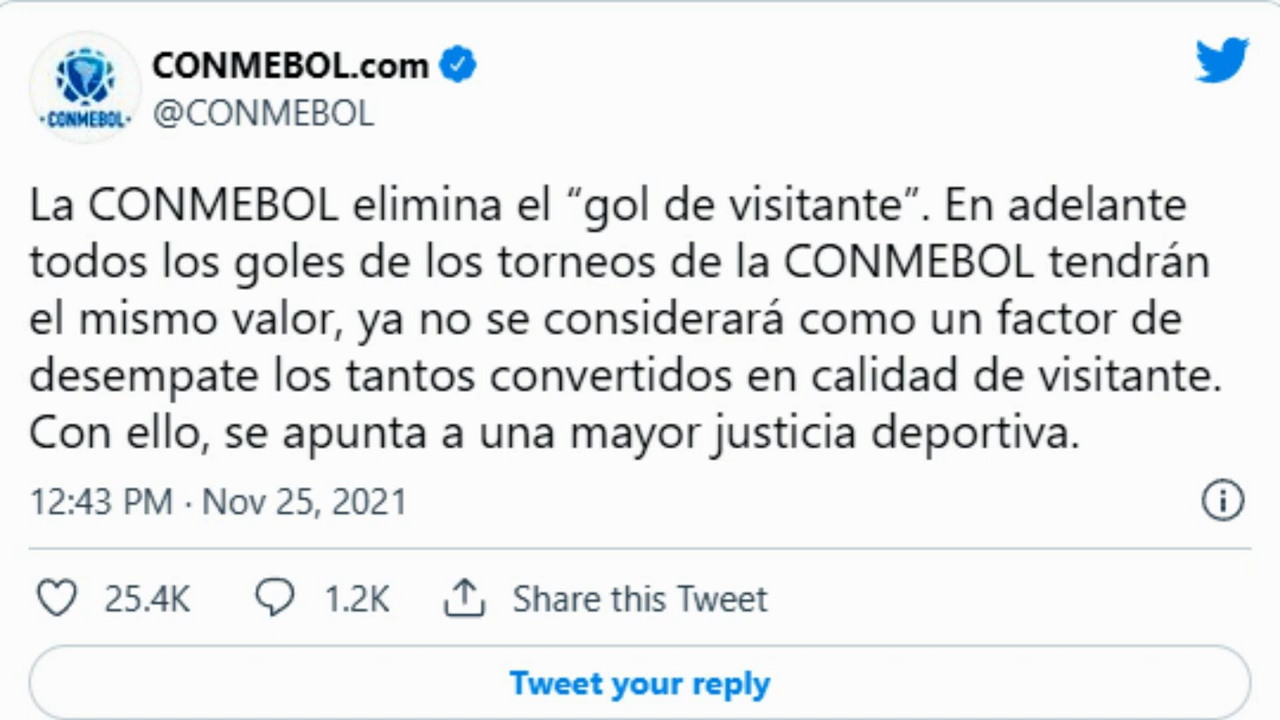 CONMEBOL.com
·CONMEBOL·
@CONMEBOL
La CONMEBOL elimina el “gol de visitante”. En adelante
todos los goles de los torneos de la CONMEBOL tendrán
el mismo valor, ya no se considerará como un factor de
desempate los tantos convertidos en calidad de visitante.
Con ello, se apunta a una mayor justicia deportiva.
12:43 PM · Nov 25, 2021
25.4K 1.2K Share this Tweet
Tweet your reply